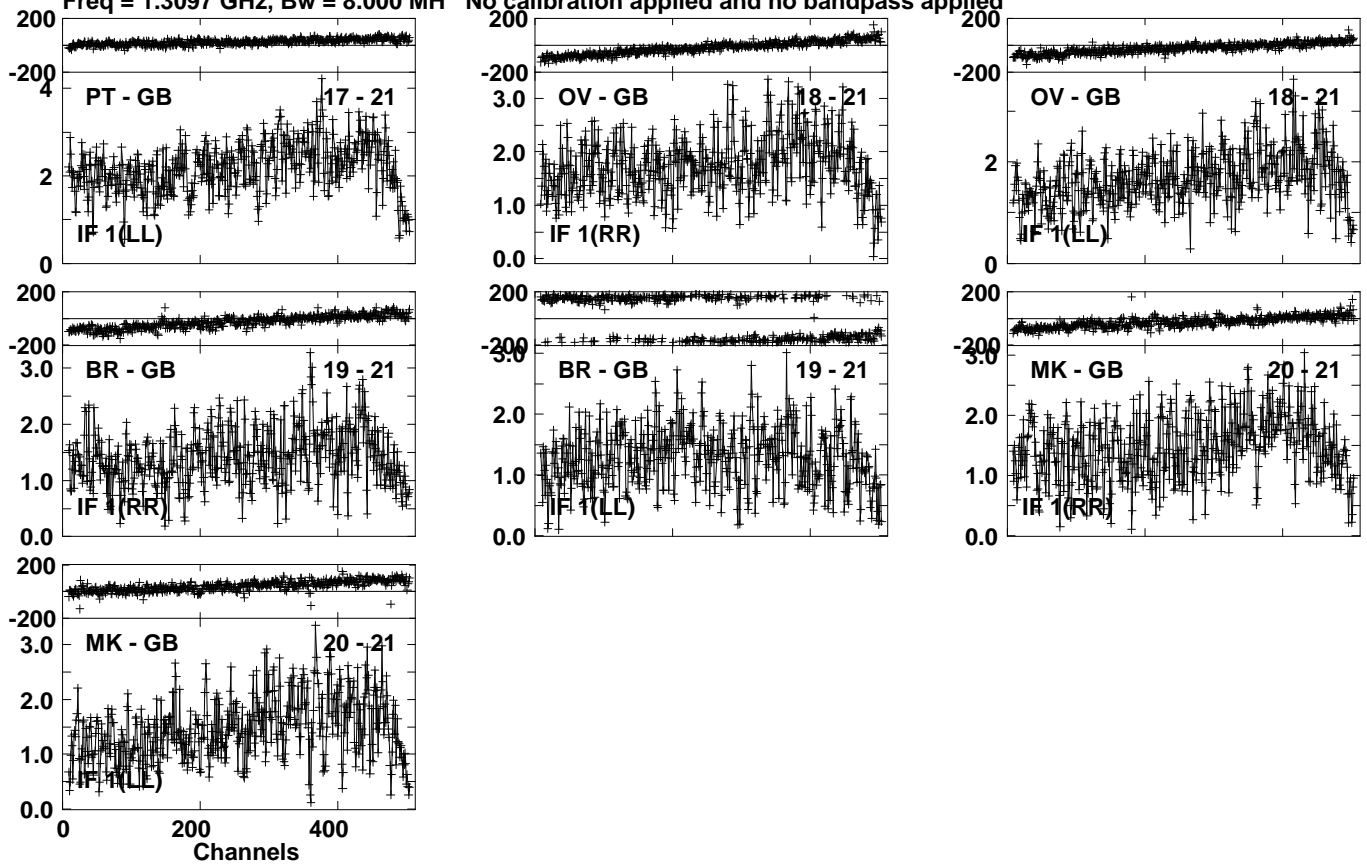 Freq = 1.3097 GHz, Bw = 8.000 MH No calibration applied and no bandpass applied
200
-200
PT - GB 17 - 21
4
2
0
IF 1(LL)
200
-200
OV - GB 18 - 21
3.0
2.0
1.0
0.0
IF 1(RR)
200
-200
OV - GB 18 - 21
2
0
IF 1(LL)
200
-200
BR - GB 19 - 21
3.0
2.0
1.0
0.0
IF 1(RR)
200
-200
BR - GB 19 - 21
3.0
2.0
1.0
0.0
IF 1(LL)
200
-200
MK - GB 20 - 21
3.0
2.0
1.0
0.0
IF 1(RR)
200
-200
MK - GB 20 - 21
3.0
2.0
1.0
0.0
IF 1(LL)
0 200 400
Channels